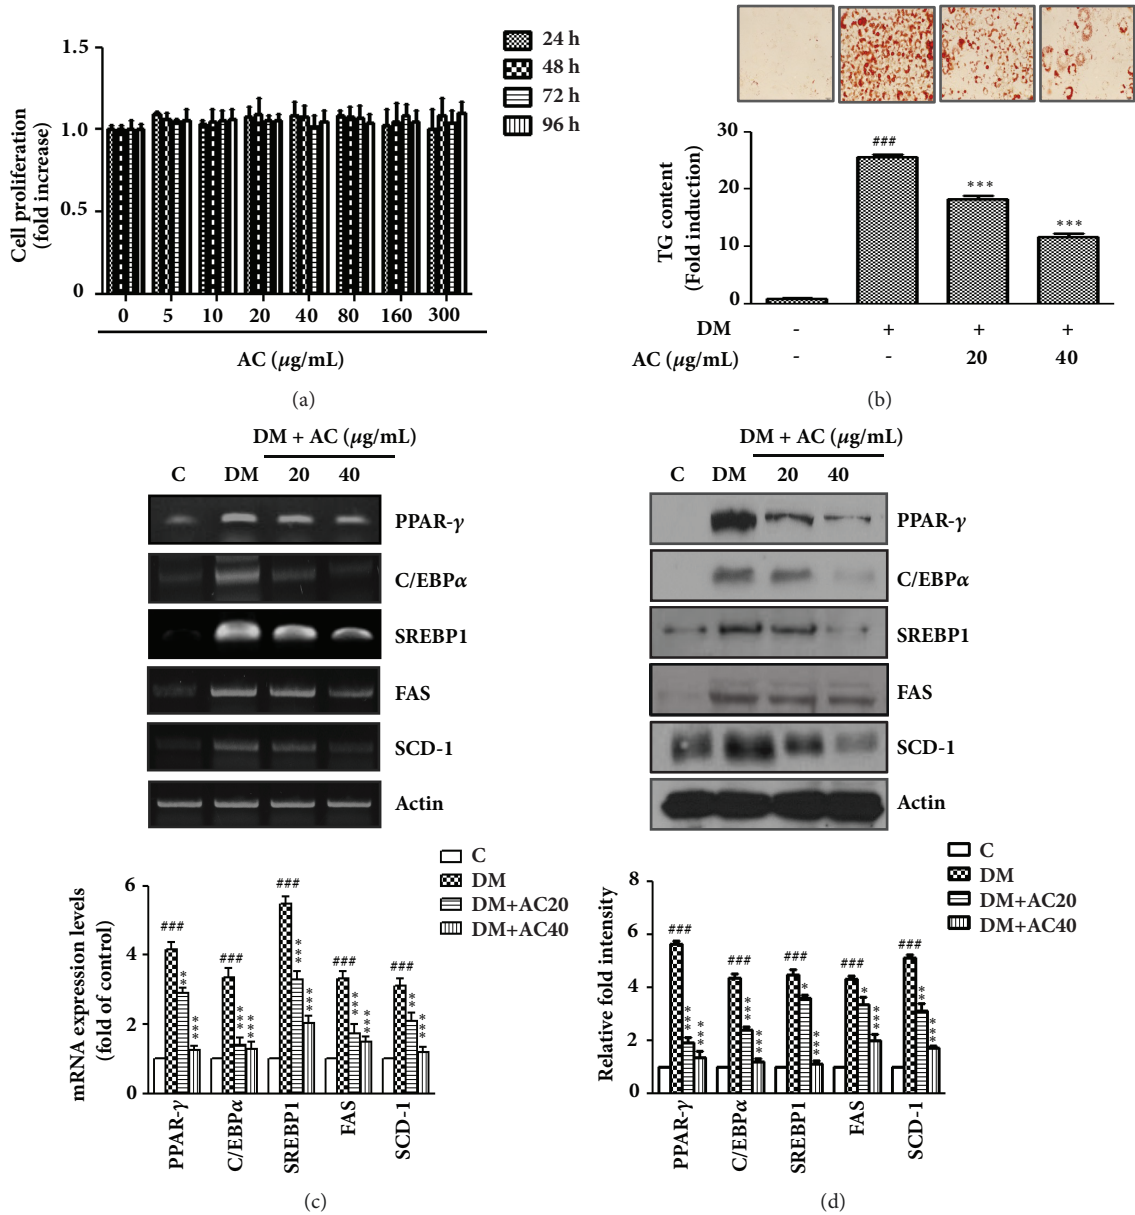 1.5
1.0
0.5
0
Cell proliferation
(fold increase)
24 h
48 h
72 h
96 h
0 5 10 20 40 80 160 300
AC (μg/mL)
(a)
30
20
10
0
TG content
(Fold induction)
###
***
***
DM - + + +
AC (μg/mL) - - 20 40
(b)
DM + AC (μg/mL)
C DM 20 40
PPAR-γ
C/EBPα
SREBP1
FAS
SCD-1
Actin
C
DM
DM+AC20
DM+AC40
6
4
2
0
mRNA expression levels
(fold of control)
### ** ***
### *** ***
### *** ***
### *** ***
### ** ***
PPAR-γ
C/EBPα
SREBP1
FAS
SCD-1
(c)
DM + AC (μg/mL)
C DM 20 40
PPAR-γ
C/EBPα
SREBP1
FAS
SCD-1
Actin
C
DM
DM+AC20
DM+AC40
8
6
4
2
0
Relative fold intensity
### *** ***
### *** ***
### * ***
### * ***
### ** ***
PPAR-γ
C/EBPα
SREBP1
FAS
SCD-1
(d)